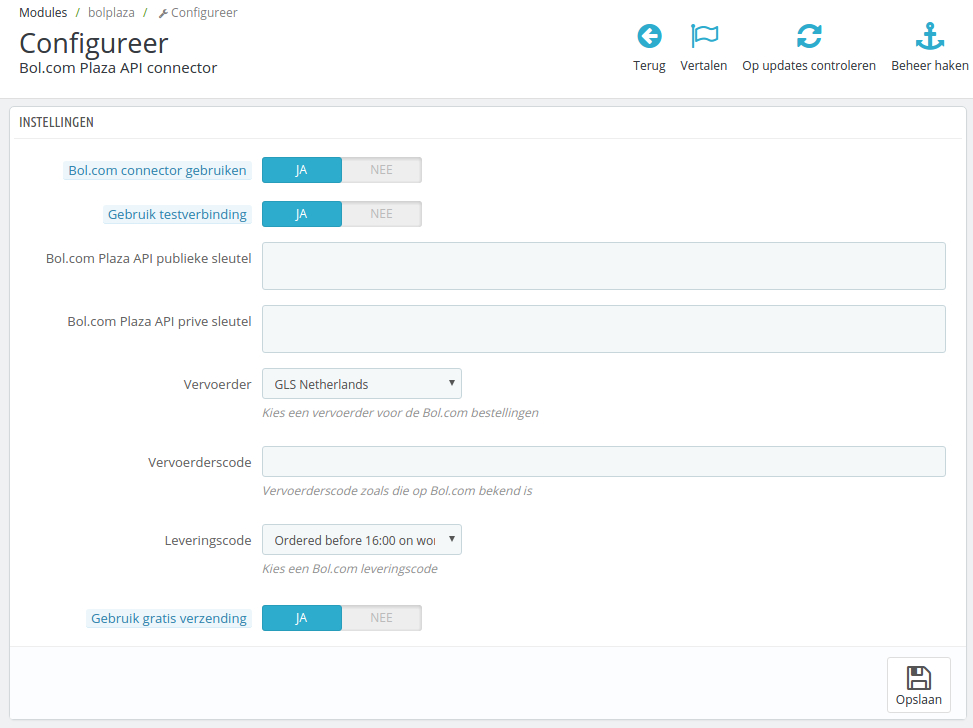 Modules / bolplaza / Configureer
Configureer
Bol.com Plaza API connector
Terug Vertalen Op updates controleren Beheer haken
INSTELLINGEN
Bol.com connector gebruiken JA NEE
Gebruik testverbinding JA NEE
Bol.com Plaza API publieke sleutel
Bol.com Plaza API prive sleutel
Vervoerder GLS Netherlands
Kies een vervoerder voor de Bol.com bestellingen
Vervoerderscode
Vervoerderscode zoals die op Bol.com bekend is
Leveringscode Ordered before 16:00 on wor
Kies een Bol.com leveringscode
Gebruik gratis verzending JA NEE
Opslaan